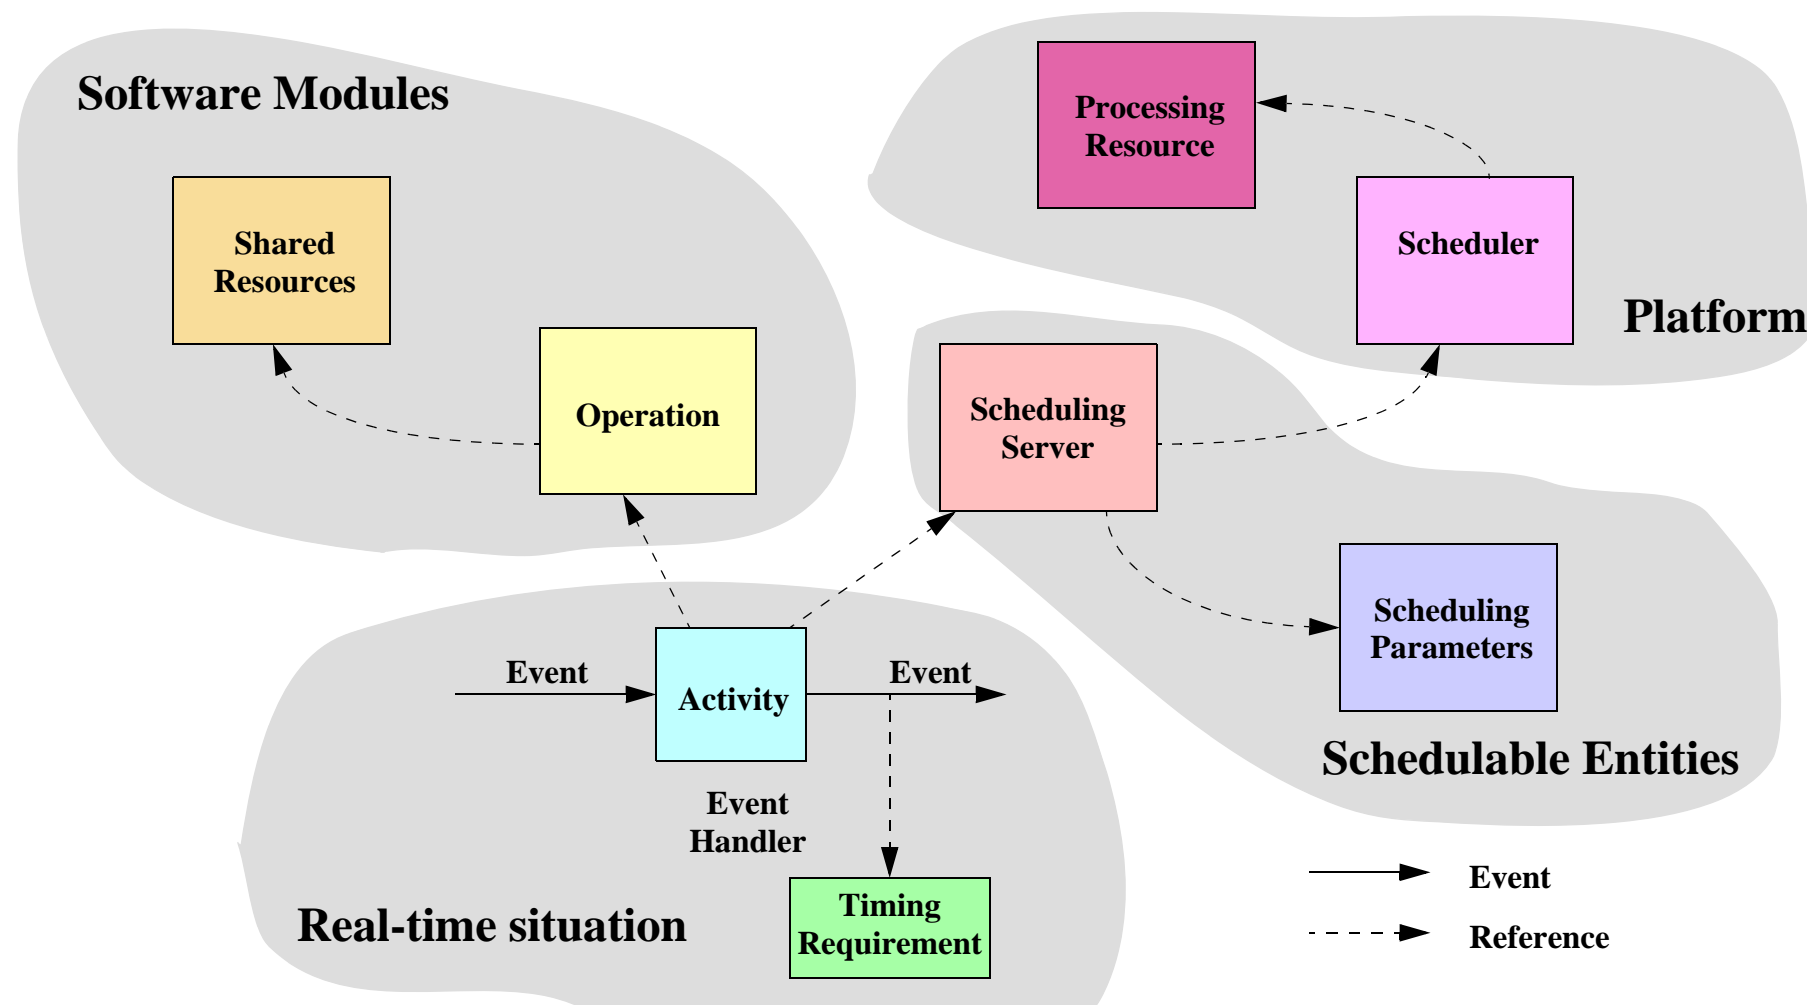 Software Modules
Processing
Resource
Shared
Resources
Scheduler
Platform
Operation
Scheduling
Server
Scheduling
Parameters
Event
Activity
Event
Schedulable Entities
Event
Handler
Timing
Requirement
Real-time situation
Event
Reference